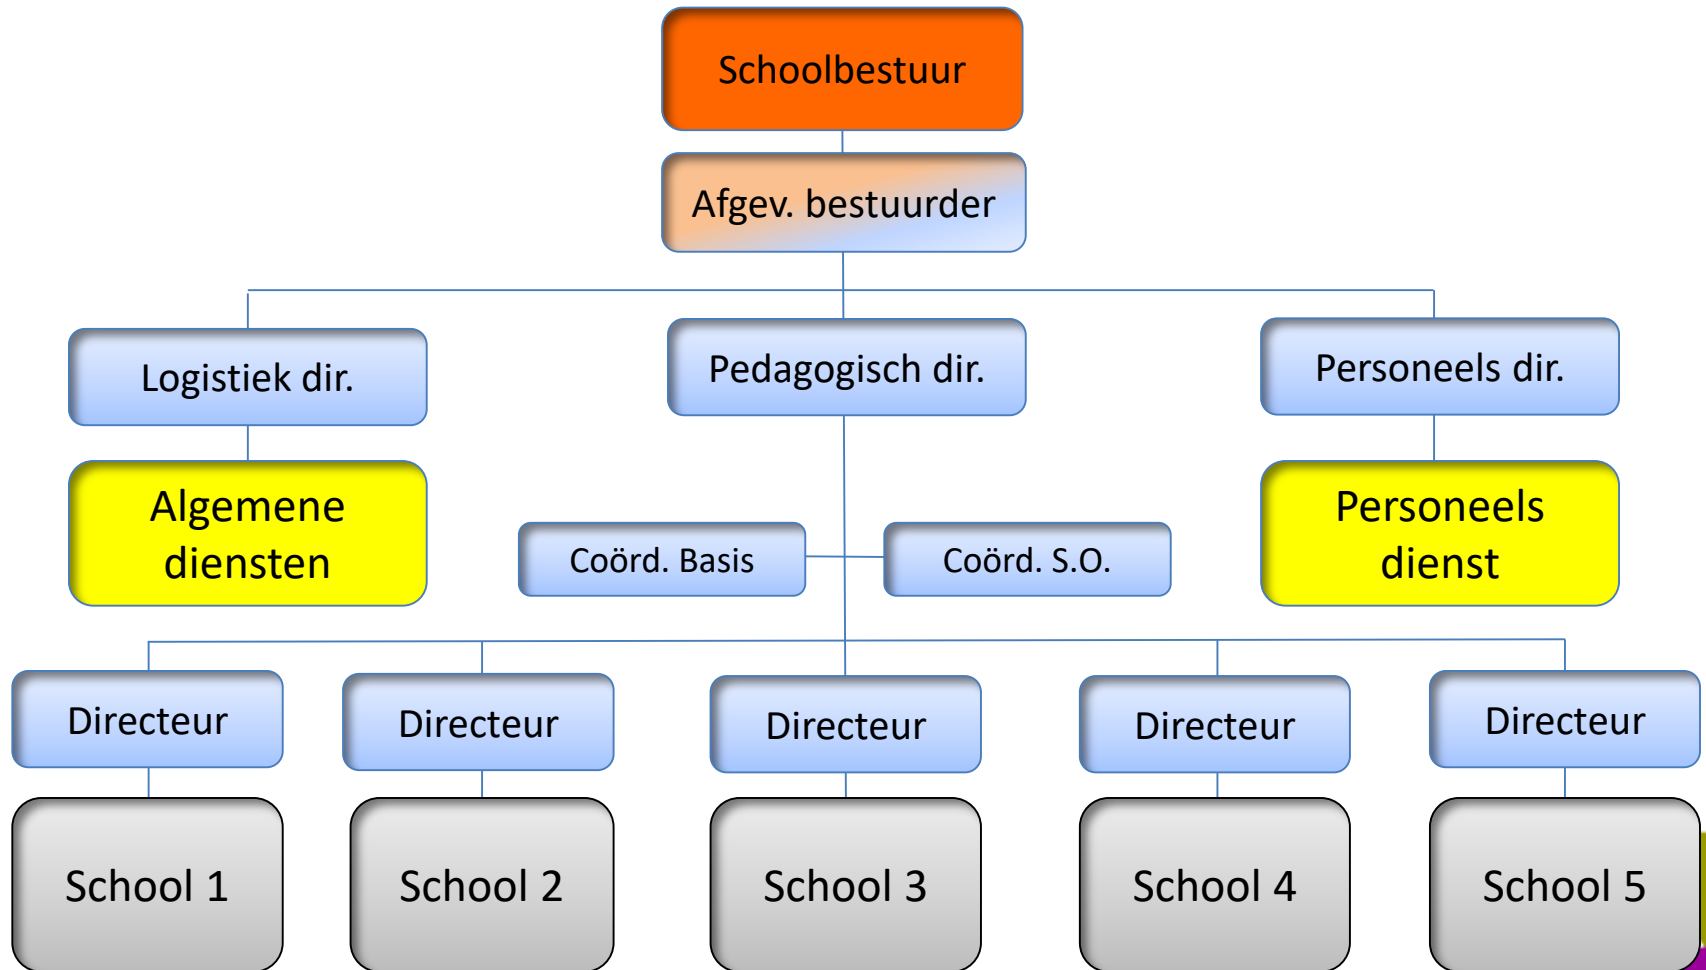 Schoolbestuur
Afgev. bestuurder
Logistiek dir.
Pedagogisch dir.
Personeels dir.
Algemene
diensten
Personeels
dienst
Coörd. Basis
Coörd. S.O.
Directeur
Directeur
Directeur
Directeur
Directeur
School 1
School 2
School 3
School 4
School 5